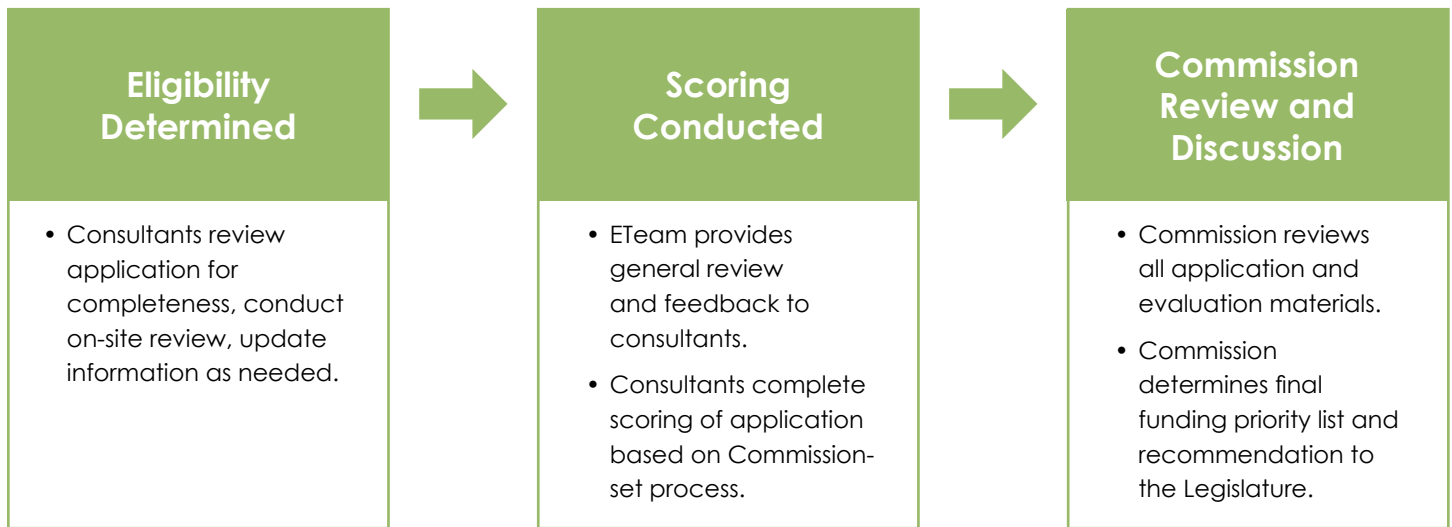 Eligibility
Determined
• Consultants review
application for
completeness, conduct
on-site review, update
information as needed.
Scoring
Conducted
• ETeam provides
general review
and feedback to
consultants.
• Consultants complete
scoring of application
based on Commission-
set process.
Commission
Review and
Discussion
• Commission reviews
all application and
evaluation materials.
• Commission
determines final
funding priority list and
recommendation to
the Legislature.